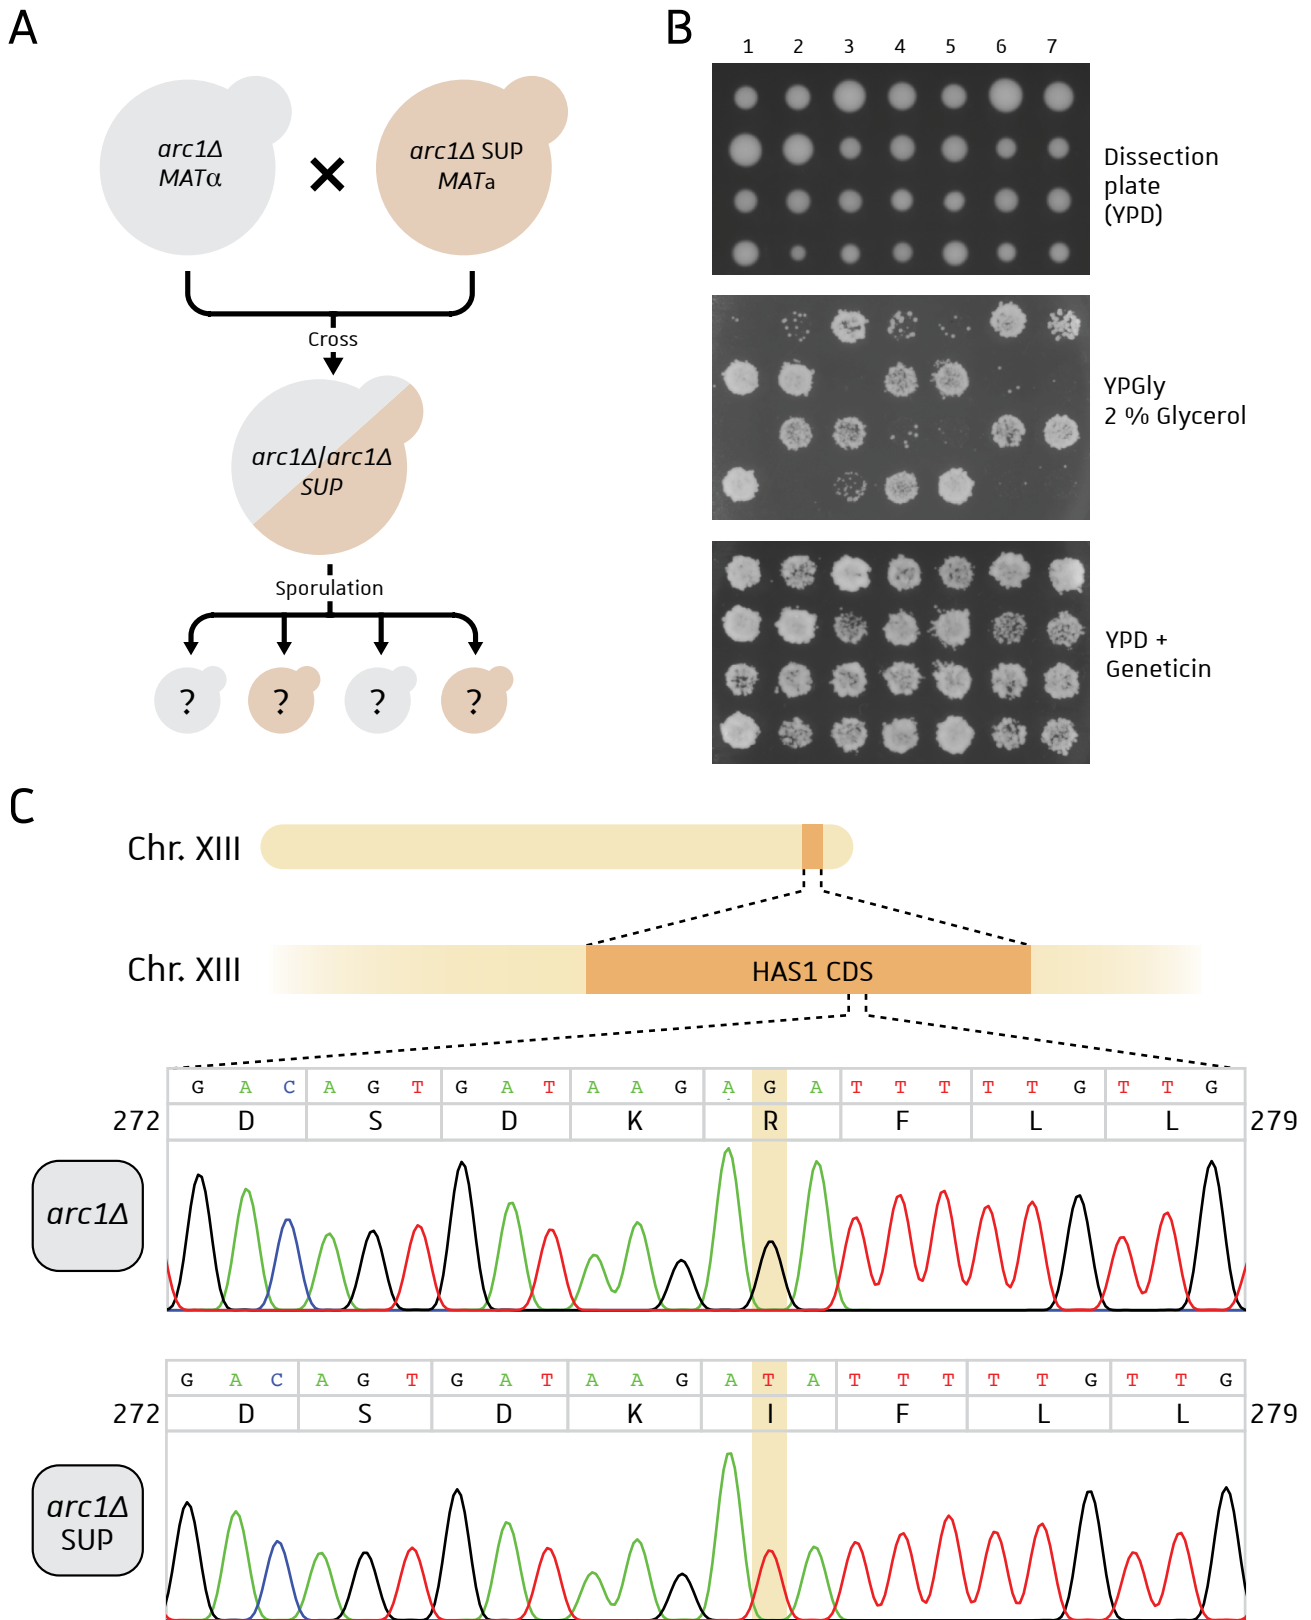 A
arc1Δ
MATα
arc1Δ SUP
MATa
Cross
arc1Δ/arc1Δ
SUP
Sporulation
? ? ? ?
B
1 2 3 4 5 6 7
Dissection
plate
(YPD)
YPGly
2 % Glycerol
YPD +
Geneticin
C
Chr. XIII
Chr. XIII
HAS1 CDS
G A C A G T G A T A A G A G A T T T T T G T T G
272 D S D K R F L L 279
arc1Δ
G A C A G T G A T A A G A T A T T T T T G T T G
272 D S D K I F L L 279
arc1Δ
SUP